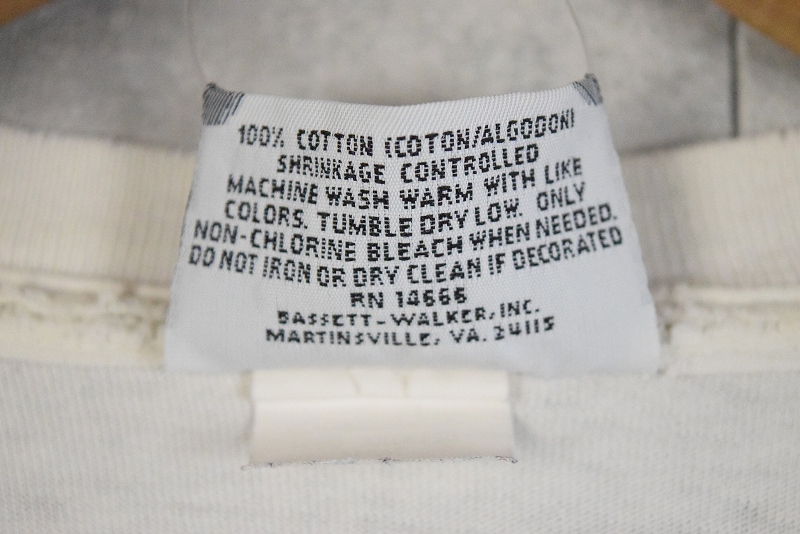 100% COTTON (COTON/ALGODON)
SHRINKAGE CONTROLLED
MACHINE WASH WARM WITH LIKE
COLORS. TUMBLE DRY LOW. ONLY
NON-CHLORINE BLEACH WHEN NEEDED.
DO NOT IRON OR DRY CLEAN IF DECORATED
RN 14666
BASSETT-WALKER, INC.
MARTINSVILLE, VA. 24115